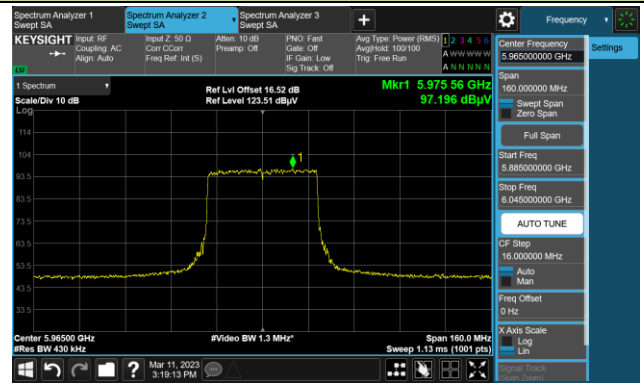 Spectrum Analyzer 1
Swept SA
Spectrum Analyzer 2
Swept SA
Spectrum Analyzer 3
Swept SA
Frequency
KEYSIGHT
Input: RF
Coupling: AC
Align: Auto
Input Z: 50 Ω
Corr CCorr
Freq Ref: Int (S)
Atten: 10 dB
Preamp: Off
PNO: Fast
Gate: Off
IF Gain: Low
Sig Track: Off
Avg Type: Power (RMS)
Avg|Hold: 100/100
Trig: Free Run
1 2 3 4 5 6
A W W W W W
A N N N N N
LW
1 Spectrum
Scale/Div 10 dB
Log
Ref Lvl Offset 16.52 dB
Ref Level 123.51 dBµV
Mkr1 5.975 56 GHz
97.196 dBµV
114
104
93.5
83.5
73.5
63.5
53.5
43.5
33.5
1
Center 5.96500 GHz
#Res BW 430 kHz
#Video BW 1.3 MHz*
Span 160.0 MHz
Sweep 1.13 ms (1001 pts)
Mar 11, 2023
3:19:13 PM
Center Frequency
5.965000000 GHz
Settings
Span
160.000000 MHz
Swept Span
Zero Span
Full Span
Start Freq
5.885000000 GHz
Stop Freq
6.045000000 GHz
AUTO TUNE
CF Step
16.000000 MHz
Auto
Man
Freq Offset
0 Hz
X Axis Scale
Log
Lin
Signal Track
(Span Zoom)